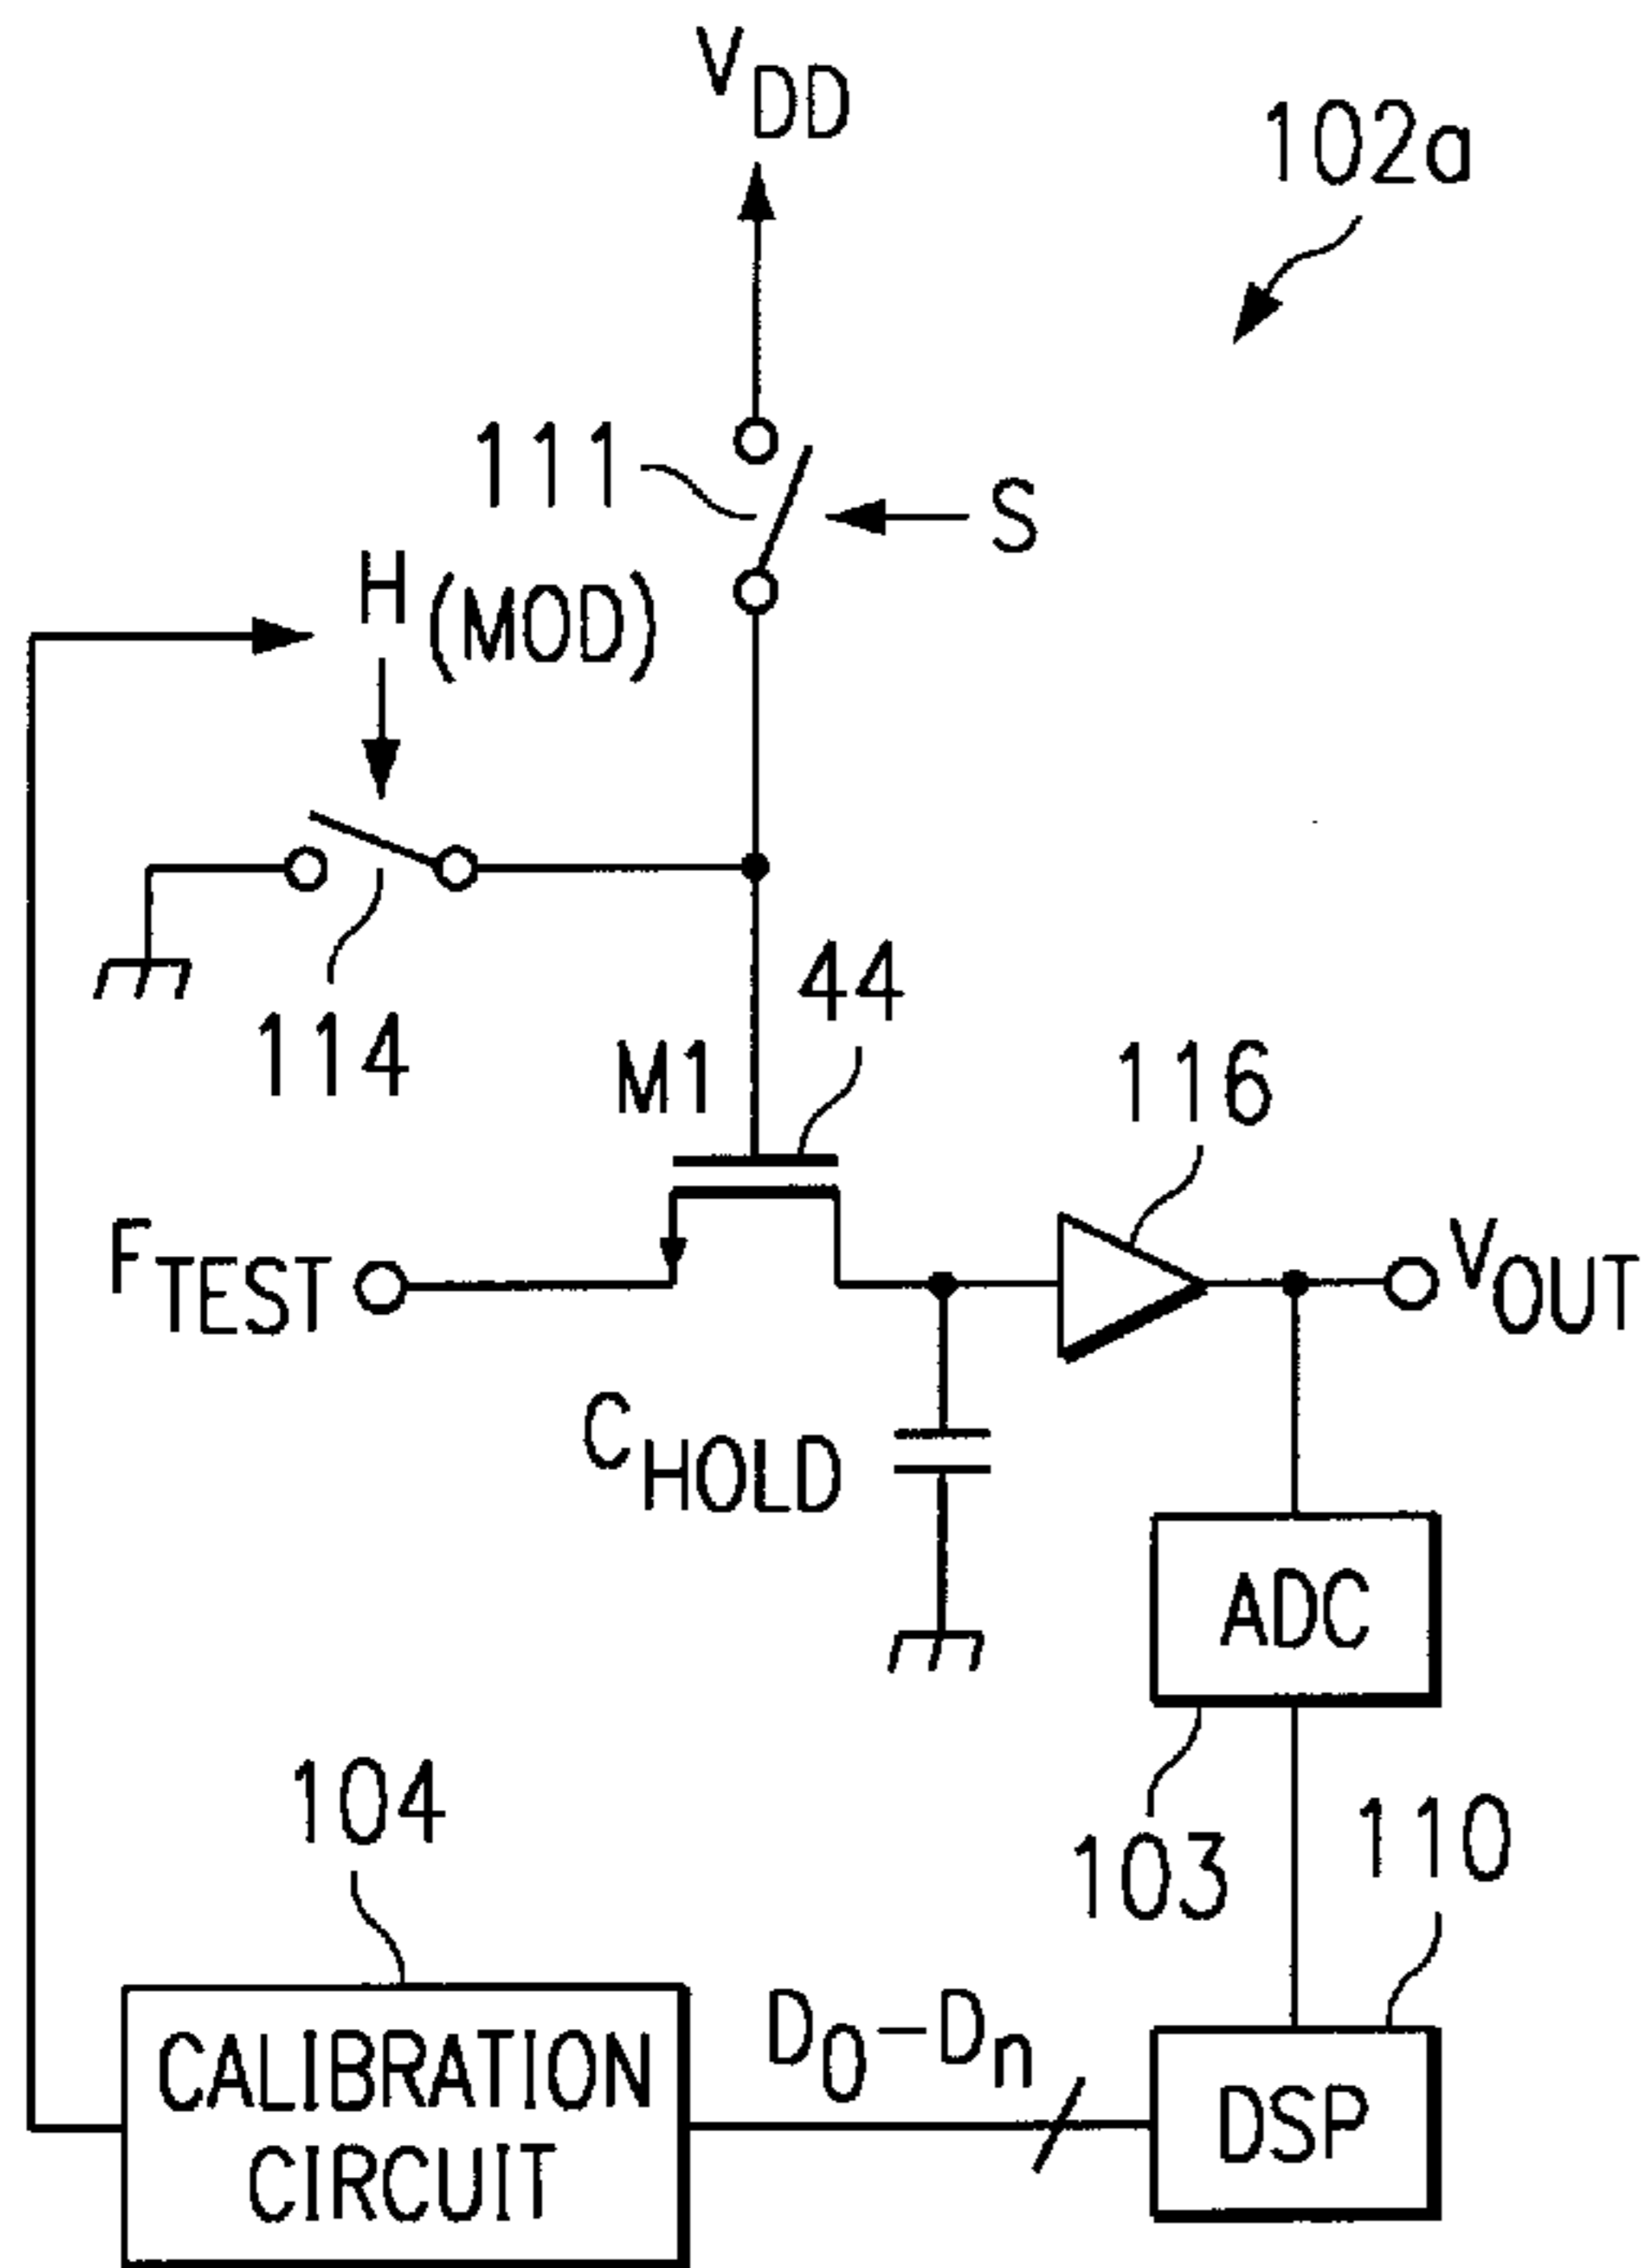 VDD
102a
111
S
H(MOD)
114
44
M1
116
FTEST
VOUT
CHOLD
ADC
103
104
110
D0–Dn
CALIBRATION
CIRCUIT
DSP